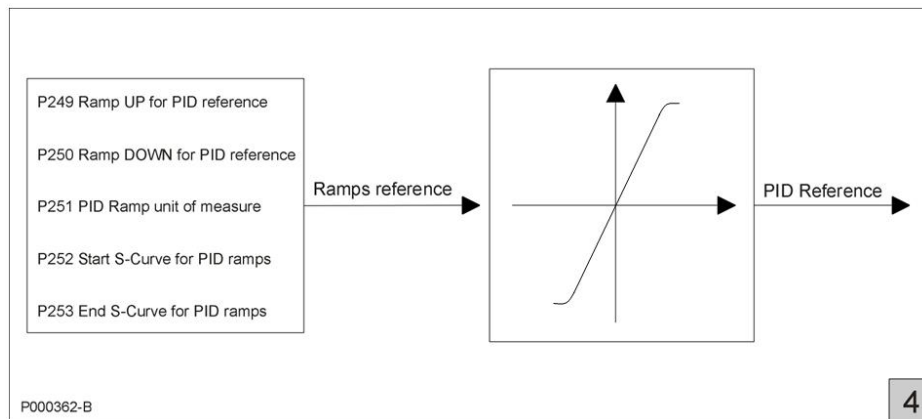 P249 Ramp UP for PID reference
P250 Ramp DOWN for PID reference
P251 PID Ramp unit of measure
P252 Start S-Curve for PID ramps
P253 End S-Curve for PID ramps
Ramps reference
PID Reference
P000362-B
4